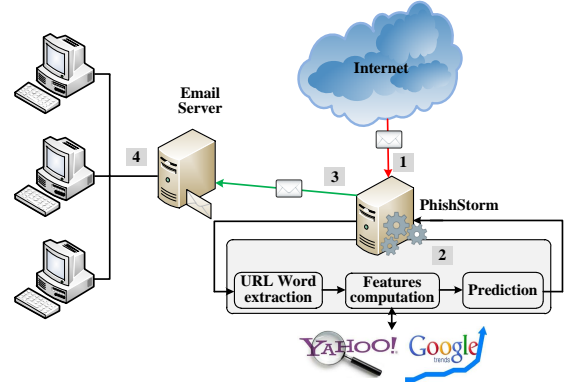 Internet
Email
Server
4
3
1
PhishStorm
2
URL Word
extraction
Features
computation
Prediction
YAHOO!
Google
trends